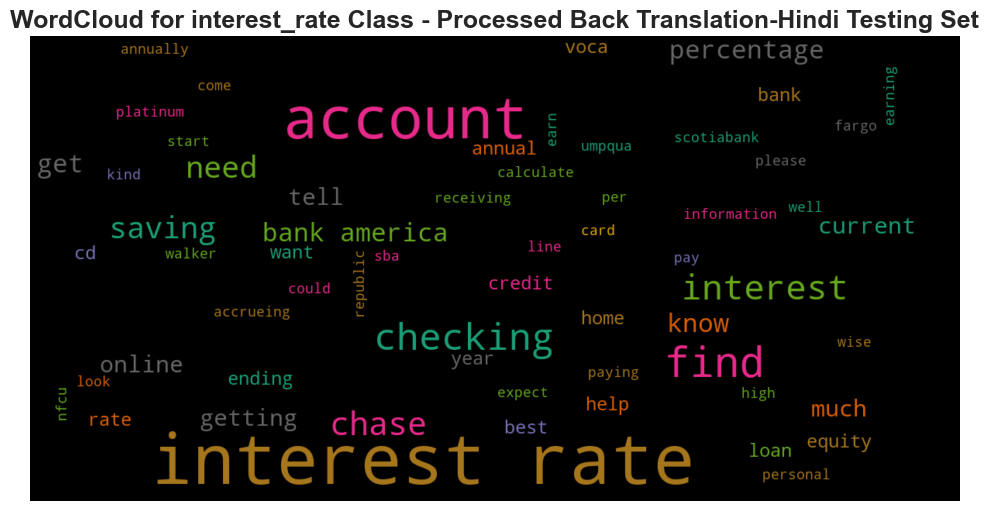 WordCloud for interest_rate Class - Processed Back Translation-Hindi Testing Set
annually
voca
percentage
come
bank
earning
platinum
account
earn
scotiabank
fargo
start
annual
umpqua
get
kind
need
calculate
please
tell
receiving
per
information
well
saving
bank america
card
current
cd
walker
want
republic
sba
line
pay
could
credit
interest
accrueing
home
know
checking
year
wise
online
find
look
ending
paying
nfcu
expect
high
rate
getting
chase
help
much
best
equity
interest rate
loan
personal